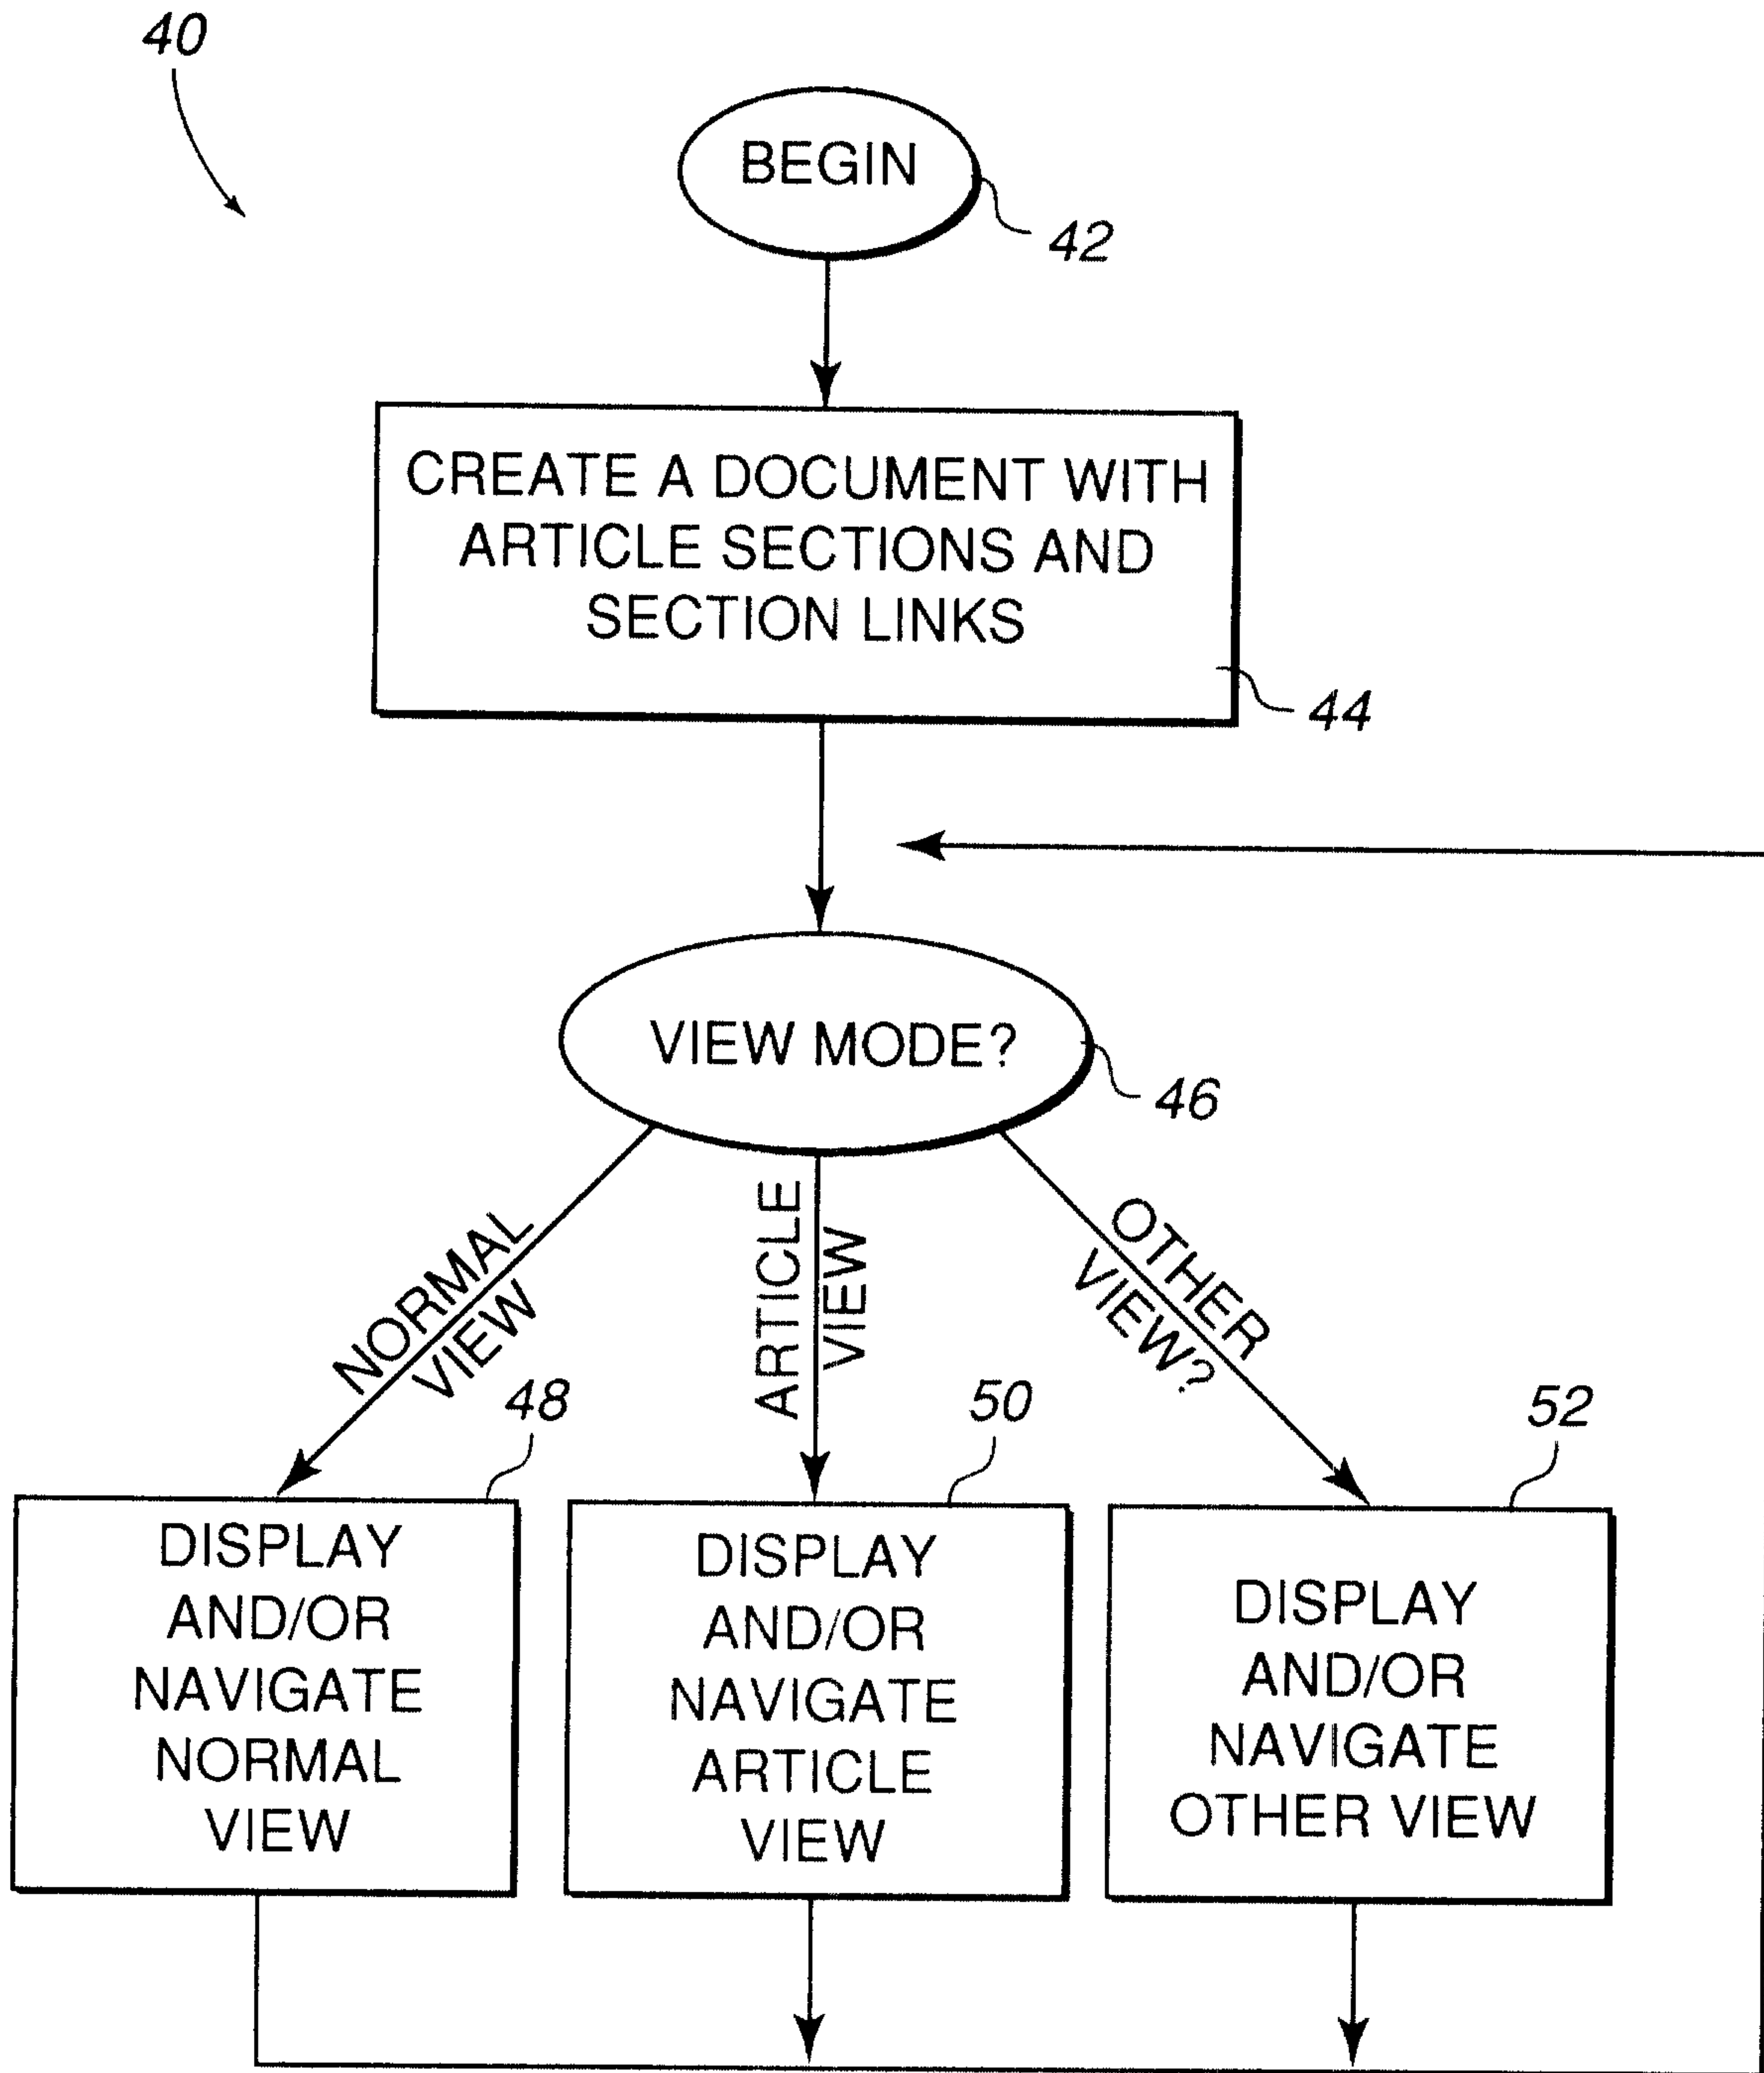 40
BEGIN
42
CREATE A DOCUMENT WITH
ARTICLE SECTIONS AND
SECTION LINKS
44
VIEW MODE?
46
NORMAL
VIEW
ARTICLE
VIEW
OTHER
VIEW?
48
50
52
DISPLAY
AND/OR
NAVIGATE
NORMAL
VIEW
DISPLAY
AND/OR
NAVIGATE
ARTICLE
VIEW
DISPLAY
AND/OR
NAVIGATE
OTHER VIEW